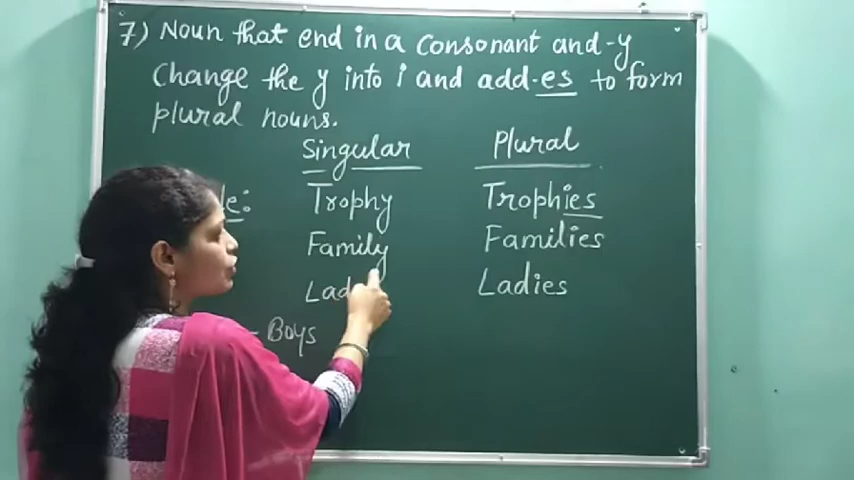 7) Noun that end in a consonant and -y
Change the y into i and add -es to form
plural nouns.
Singular Plural
Trophy Trophies
Family Families
Ladies
- Boys